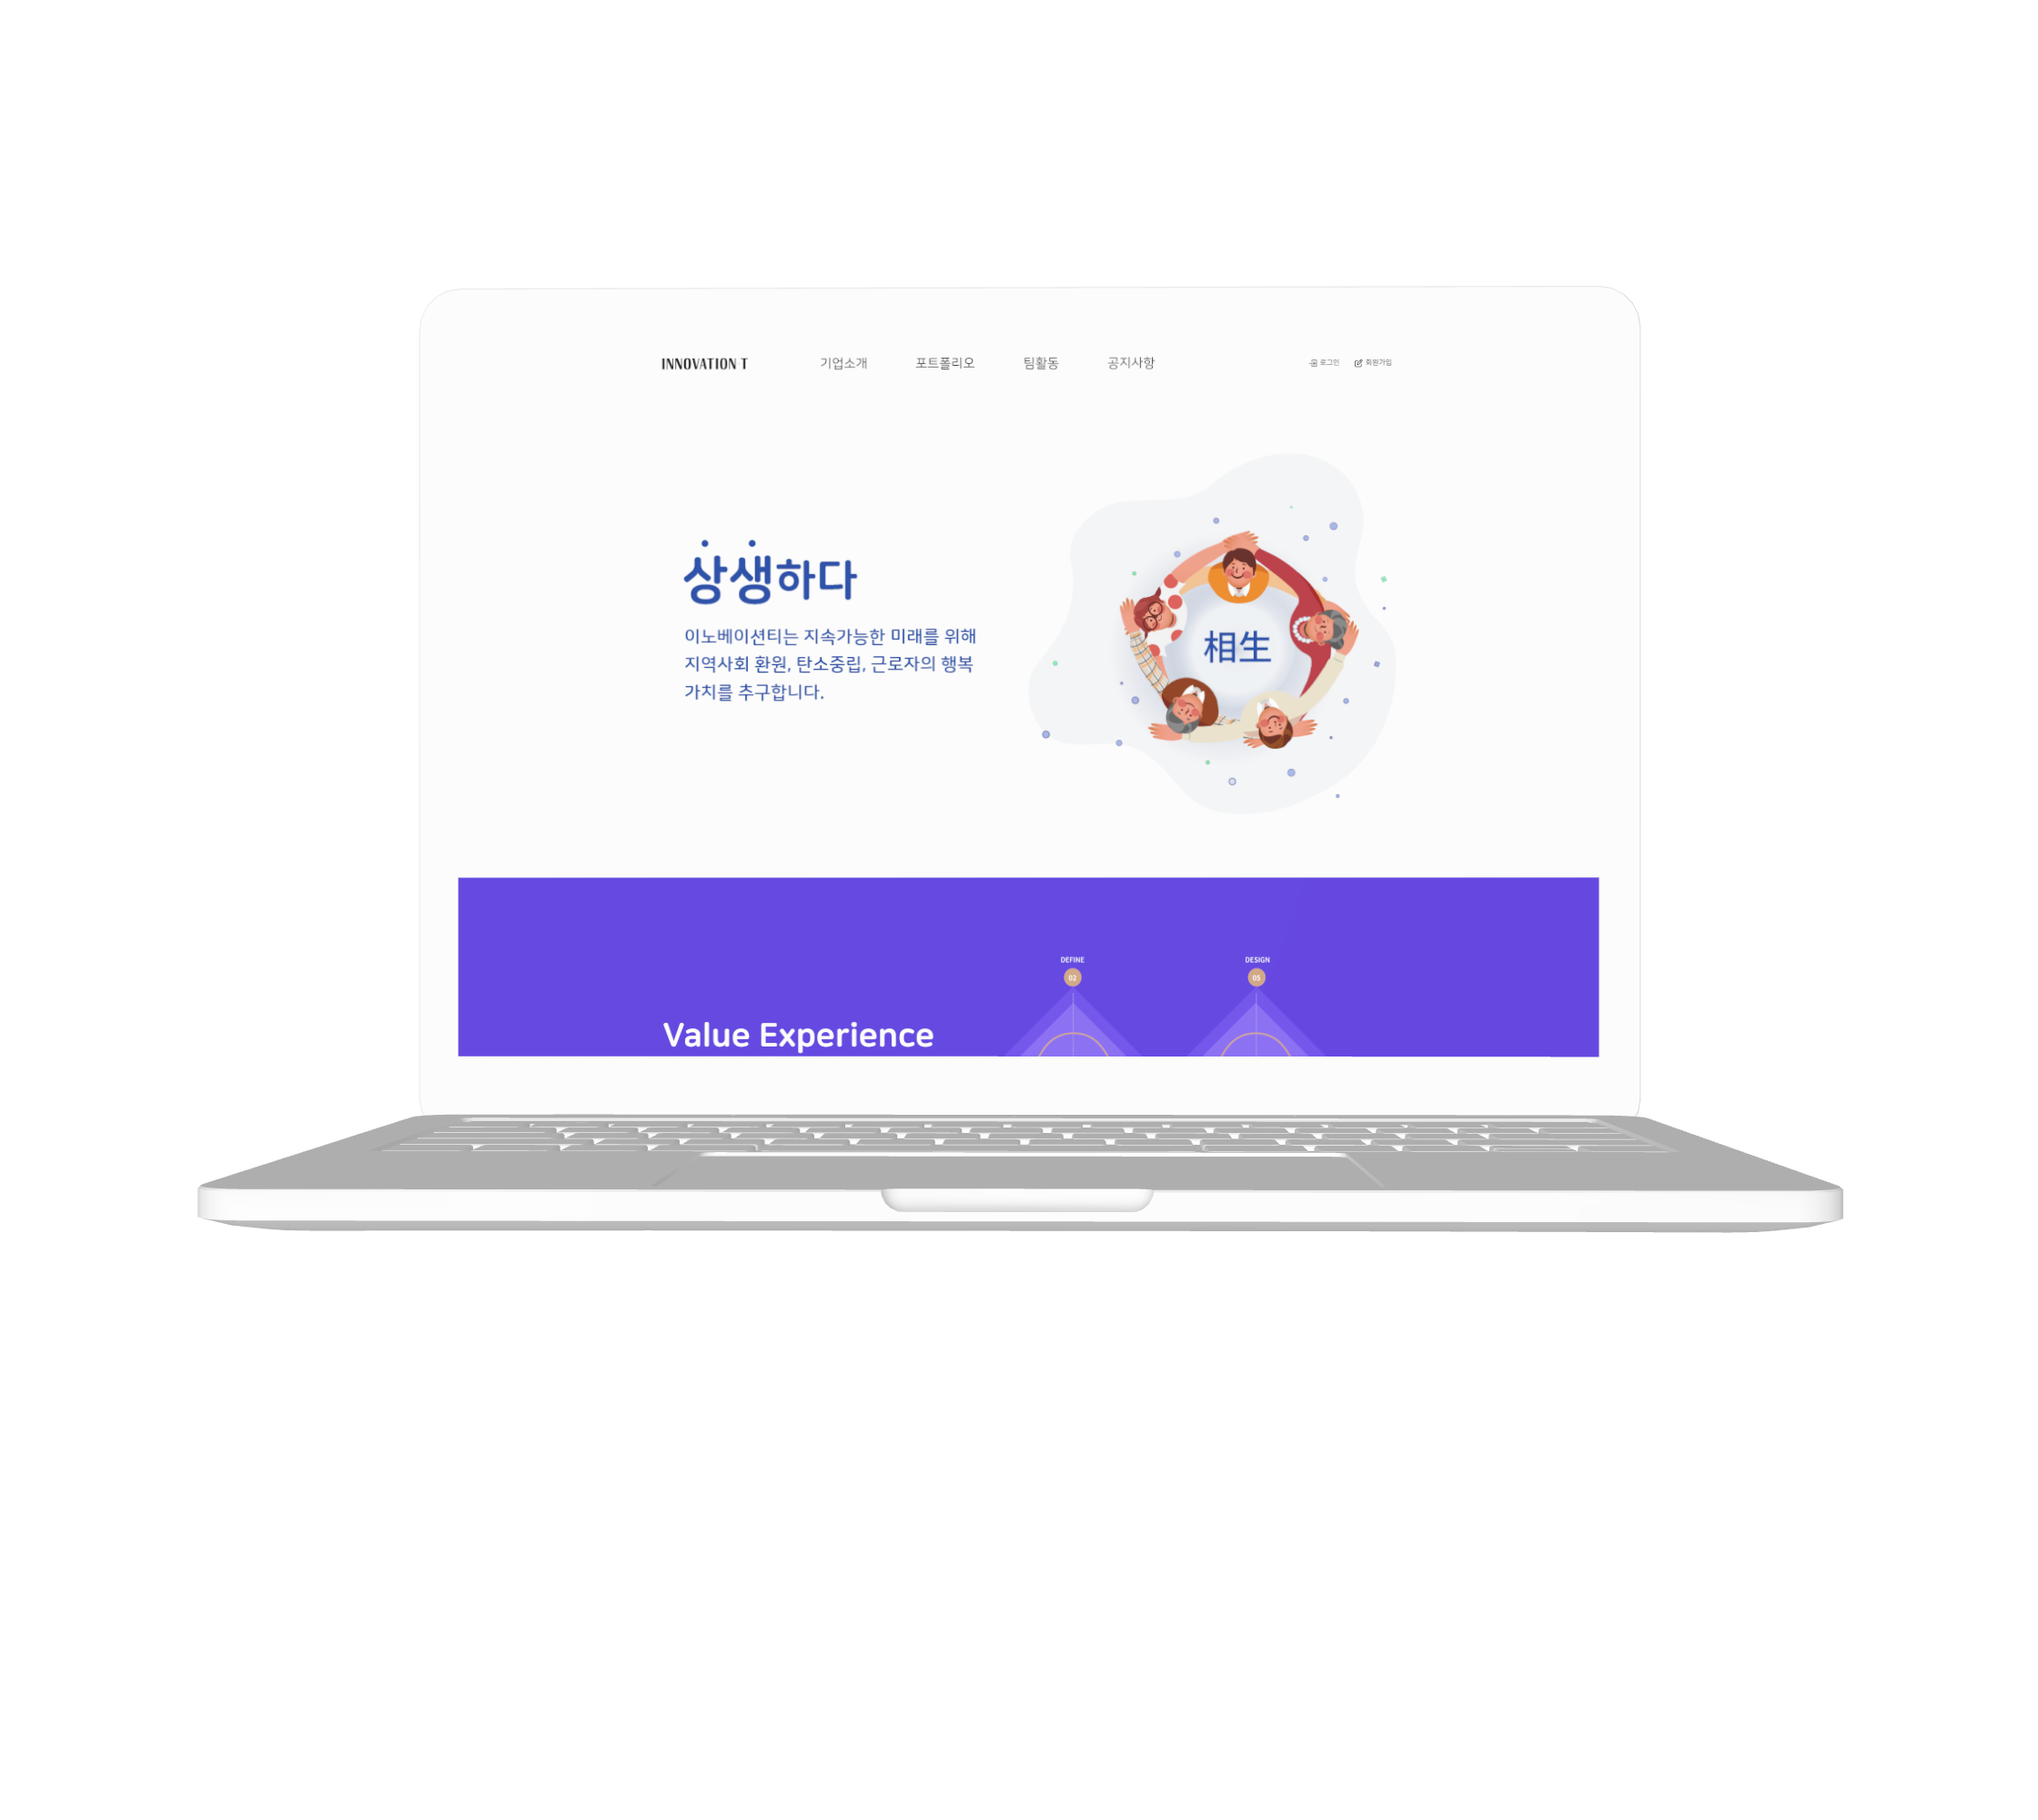 INNOVATION T
기업소개
포트폴리오
팀활동
공지사항
로그인
회원가입
상생하다
이노베이션티는 지속가능한 미래를 위해
지역사회 환원, 탄소중립, 근로자의 행복
가치를 추구합니다.
相生
DEFINE
02
DESIGN
05
Value Experience